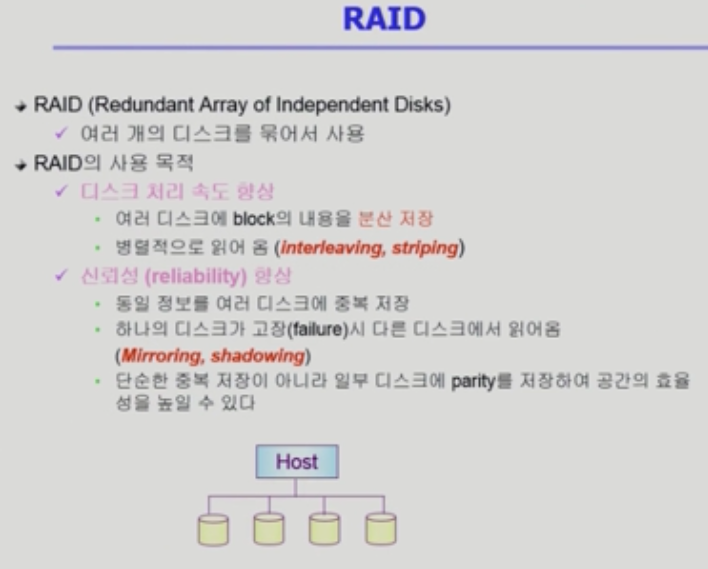 RAID
RAID (Redundant Array of Independent Disks)
여러 개의 디스크를 묶어서 사용
RAID의 사용 목적
디스크 처리 속도 향상
여러 디스크에 block의 내용을 분산 저장
병렬적으로 읽어 옴 (interleaving, striping)
신뢰성 (reliability) 향상
동일 정보를 여러 디스크에 중복 저장
하나의 디스크가 고장(failure)시 다른 디스크에서 읽어옴
(Mirroring, shadowing)
단순한 중복 저장이 아니라 일부 디스크에 parity를 저장하여 공간의 효율
성을 높일 수 있다
Host